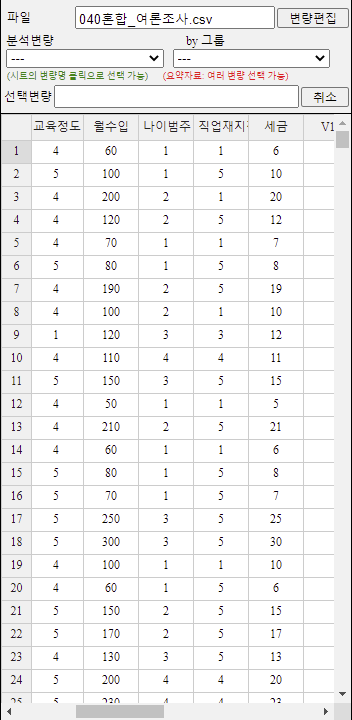 파일 040혼합_여론조사.csv 변량편집
분석변량 by 그룹
--- ---
(시트의 변량명 클릭으로 선택 가능) (요약자료: 여러 변량 선택 가능)
선택변량 취소
교육정도 월수입 나이범주 직업재지 세금 V1
1 4 60 1 1 6
2 5 100 1 5 10
3 4 200 2 1 20
4 4 120 2 5 12
5 4 70 1 1 7
6 5 80 1 5 8
7 4 190 2 5 19
8 4 100 2 1 10
9 1 120 3 3 12
10 4 110 4 4 11
11 5 150 3 5 15
12 4 50 1 1 5
13 4 210 2 5 21
14 4 60 1 1 6
15 5 80 1 5 8
16 5 70 1 5 7
17 5 250 3 5 25
18 5 300 3 5 30
19 4 100 1 1 10
20 4 60 1 5 6
21 5 150 2 5 15
22 5 170 2 5 17
23 4 130 3 5 13
24 5 200 4 4 20
25 5 230 4 4 23